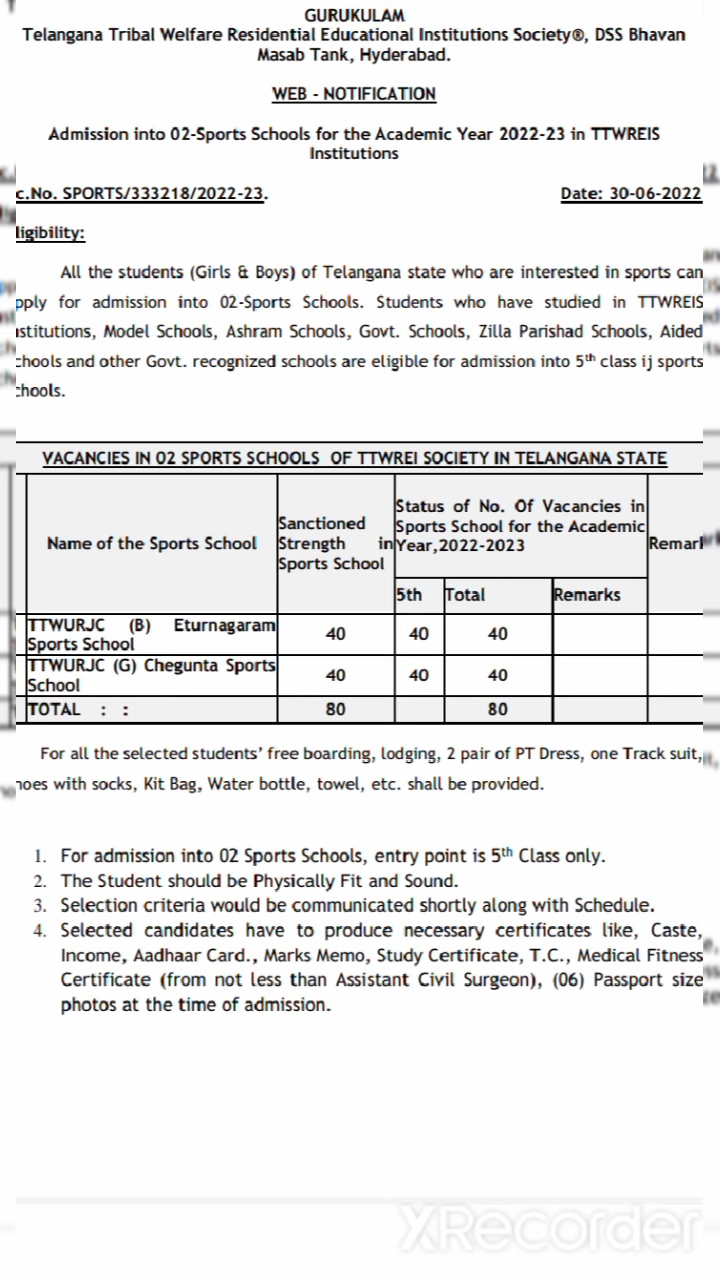 GURUKULAM
Telangana Tribal Welfare Residential Educational Institutions Society®, DSS Bhavan
Masab Tank, Hyderabad.
WEB - NOTIFICATION
Admission into 02-Sports Schools for the Academic Year 2022-23 in TTWREIS
Institutions
c.No. SPORTS/333218/2022-23. Date: 30-06-2022
ligibility:
All the students (Girls & Boys) of Telangana state who are interested in sports can
pply for admission into 02-Sports Schools. Students who have studied in TTWREIS
stitutions, Model Schools, Ashram Schools, Govt. Schools, Zilla Parishad Schools, Aided
chools and other Govt. recognized schools are eligible for admission into 5th class ij sports
chools.
VACANCIES IN 02 SPORTS SCHOOLS OF TTWREI SOCIETY IN TELANGANA STATE
Name of the Sports School
Sanctioned
Strength in
Sports School
Status of No. Of Vacancies in
Sports School for the Academic
Year,2022-2023
Remark
5th Total Remarks
TTWURJC (B) Eturnagaram
Sports School
40 40 40
TTWURJC (G) Chegunta Sports
School
40 40 40
TOTAL : : 80 80
For all the selected students' free boarding, lodging, 2 pair of PT Dress, one Track suit,
hoes with socks, Kit Bag, Water bottle, towel, etc. shall be provided.
1. For admission into 02 Sports Schools, entry point is 5th Class only.
2. The Student should be Physically Fit and Sound.
3. Selection criteria would be communicated shortly along with Schedule.
4. Selected candidates have to produce necessary certificates like, Caste,
Income, Aadhaar Card., Marks Memo, Study Certificate, T.C., Medical Fitness
Certificate (from not less than Assistant Civil Surgeon), (06) Passport size
photos at the time of admission.
XRecorder